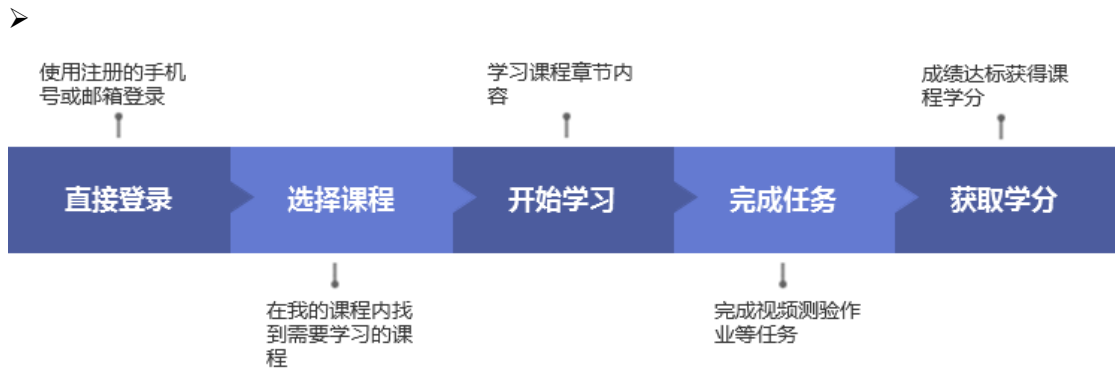 ➢
使用注册的手机
号或邮箱登录
学习课程章节内
容
成绩达标获得课
程学分
直接登录
选择课程
开始学习
完成任务
获取学分
在我的课程内找
到需要学习的课
程
完成视频测验作
业等任务